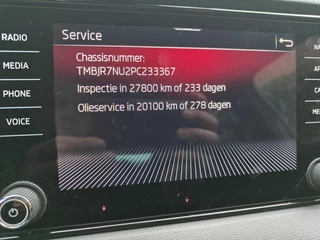 RADIO
MEDIA
PHONE
VOICE
Service
Chassisnummer:
TMBJR7NU2PC233367
Inspectie in 27800 km of 233 dagen
Olieservice in 20100 km of 278 dagen